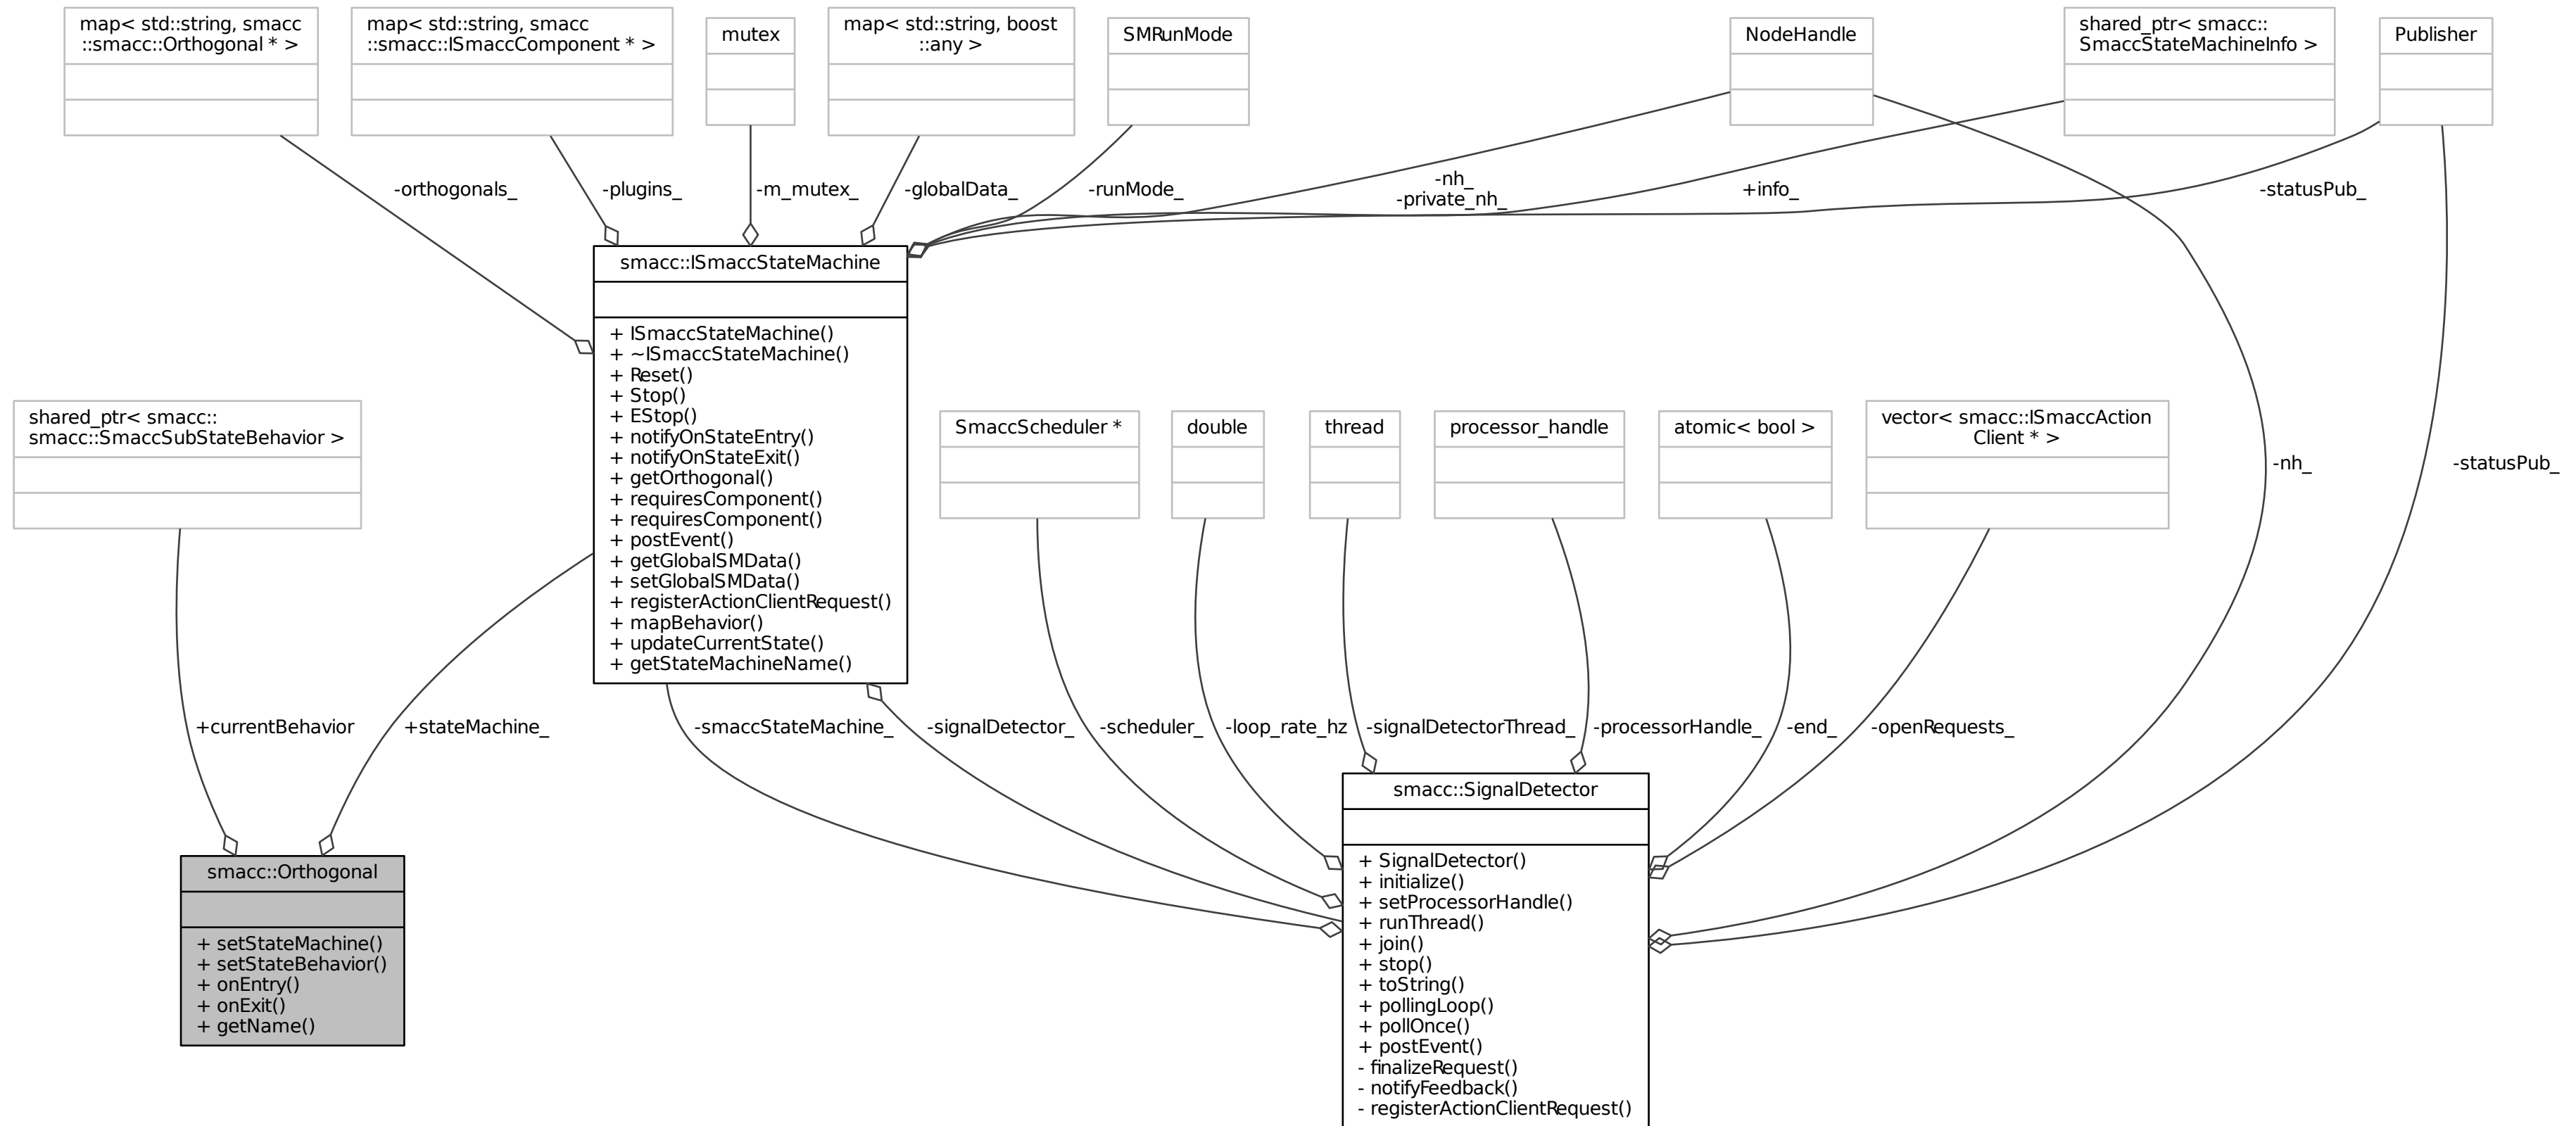 map< std::string, smacc
::smacc::Orthogonal * >
map< std::string, smacc
::smacc::ISmaccComponent * >
mutex
map< std::string, boost
::any >
SMRunMode
NodeHandle
shared_ptr< smacc::
SmaccStateMachineInfo >
Publisher
-orthogonals_
-plugins_
-m_mutex_
-globalData_
-runMode_
-nh_
-private_nh_
+info_
-statusPub_
smacc::ISmaccStateMachine
+ ISmaccStateMachine()
+ ~ISmaccStateMachine()
+ Reset()
+ Stop()
+ EStop()
+ notifyOnStateEntry()
+ notifyOnStateExit()
+ getOrthogonal()
+ requiresComponent()
+ requiresComponent()
+ postEvent()
+ getGlobalSMData()
+ setGlobalSMData()
+ registerActionClientRequest()
+ mapBehavior()
+ updateCurrentState()
+ getStateMachineName()
shared_ptr< smacc::
smacc::SmaccSubStateBehavior >
SmaccScheduler *
double
thread
processor_handle
atomic< bool >
vector< smacc::ISmaccAction
Client * >
-nh_
-statusPub_
+currentBehavior
+stateMachine_
-smaccStateMachine_
-signalDetector_
-scheduler_
-loop_rate_hz
-signalDetectorThread_
-processorHandle_
-end_
-openRequests_
smacc::Orthogonal
+ setStateMachine()
+ setStateBehavior()
+ onEntry()
+ onExit()
+ getName()
smacc::SignalDetector
+ SignalDetector()
+ initialize()
+ setProcessorHandle()
+ runThread()
+ join()
+ stop()
+ toString()
+ pollingLoop()
+ pollOnce()
+ postEvent()
- finalizeRequest()
- notifyFeedback()
- registerActionClientRequest()